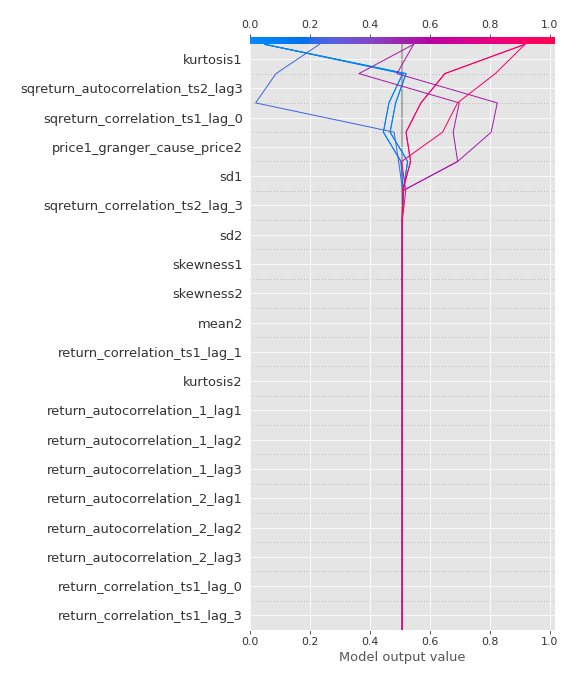 0.0 0.2 0.4 0.6 0.8 1.0
kurtosis1
sqreturn_autocorrelation_ts2_lag3
sqreturn_correlation_ts1_lag_0
price1_granger_cause_price2
sd1
sqreturn_correlation_ts2_lag_3
sd2
skewness1
skewness2
mean2
return_correlation_ts1_lag_1
kurtosis2
return_autocorrelation_1_lag1
return_autocorrelation_1_lag2
return_autocorrelation_1_lag3
return_autocorrelation_2_lag1
return_autocorrelation_2_lag2
return_autocorrelation_2_lag3
return_correlation_ts1_lag_0
return_correlation_ts1_lag_3
0.0 0.2 0.4 0.6 0.8 1.0
Model output value